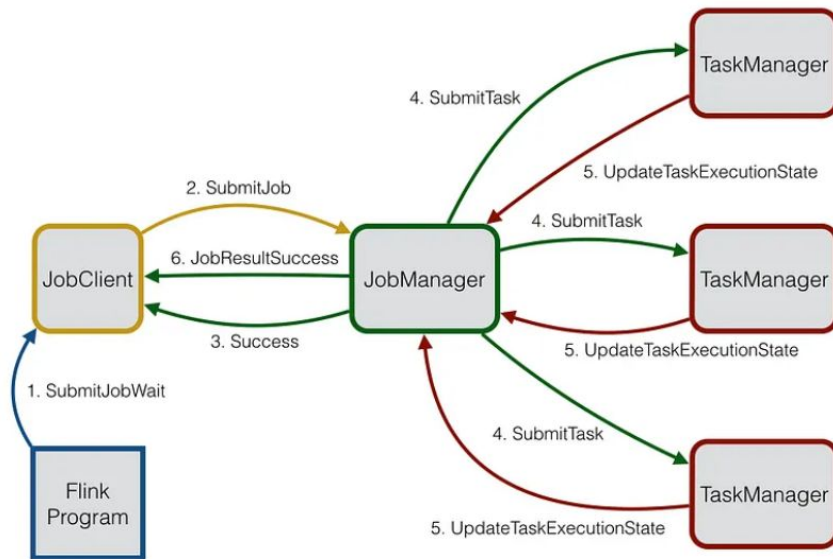 TaskManager
4. SubmitTask
5. UpdateTaskExecutionState
2. SubmitJob
4. SubmitTask
6. JobResultSuccess
JobClient
JobManager
TaskManager
3. Success
5. UpdateTaskExecutionState
1. SubmitJobWait
4. SubmitTask
Flink
Program
TaskManager
5. UpdateTaskExecutionState